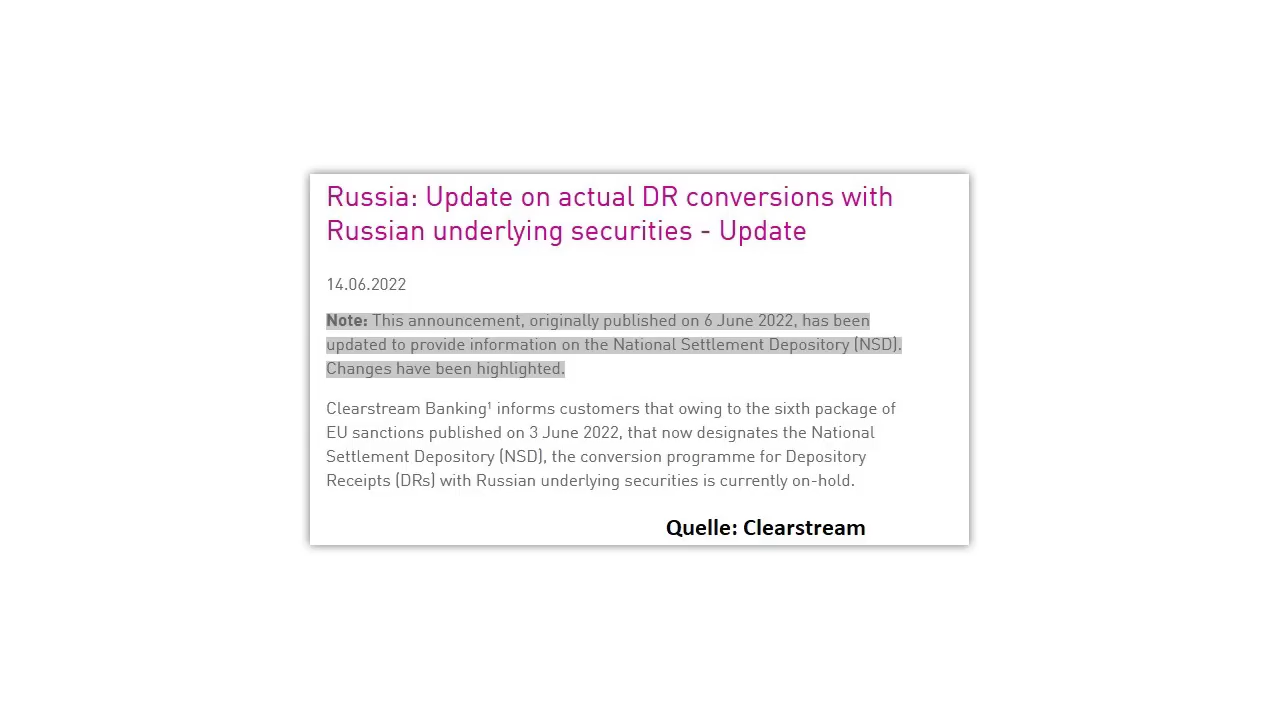 Russia: Update on actual DR conversions with
Russian underlying securities - Update
14.06.2022
Note: This announcement, originally published on 6 June 2022, has been
updated to provide information on the National Settlement Depository (NSD).
Changes have been highlighted.
Clearstream Banking¹ informs customers that owing to the sixth package of
EU sanctions published on 3 June 2022, that now designates the National
Settlement Depository (NSD), the conversion programme for Depository
Receipts (DRs) with Russian underlying securities is currently on-hold.
Quelle: Clearstream